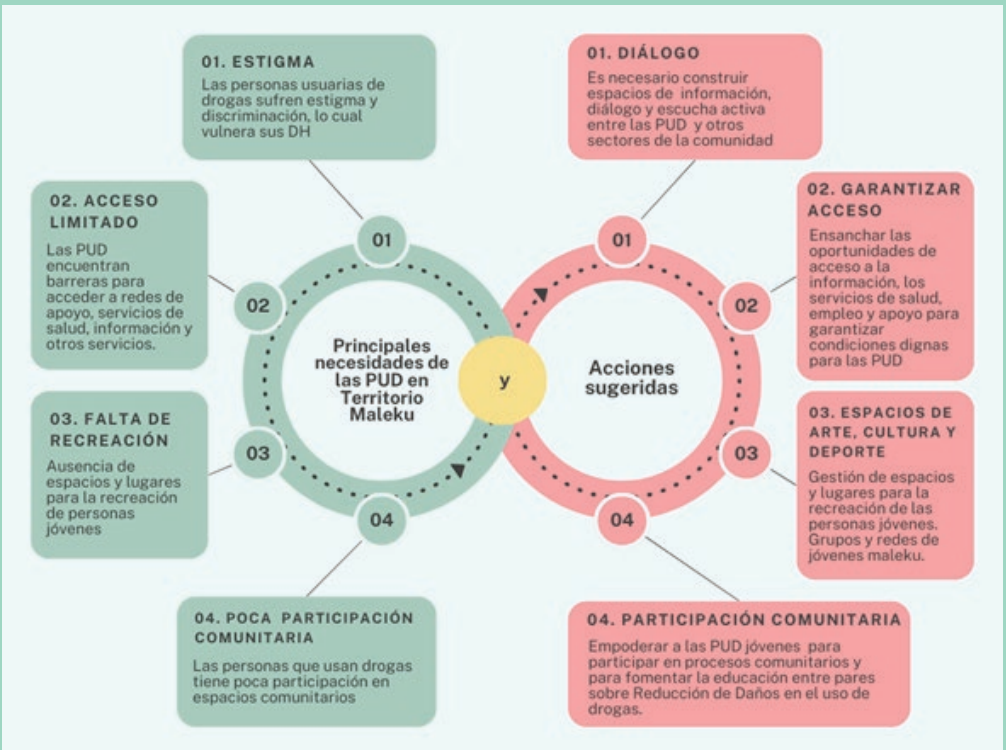 01. ESTIGMA
Las personas usuarias de
drogas sufren estigma y
discriminación, lo cual
vulnera sus DH
02. ACCESO
LIMITADO
Las PUD
encuentran
barreras para
acceder a redes de
apoyo, servicios de
salud, información y
otros servicios.
03. FALTA DE
RECREACIÓN
Ausencia de
espacios y lugares
para la recreación
de personas
jóvenes
04. POCA PARTICIPACIÓN
COMUNITARIA
Las personas que usan drogas
tiene poca participación en
espacios comunitarios
01
02
03
04
Principales
necesidades de
las PUD en
Territorio
Maleku
y
Acciones
sugeridas
01
02
03
04
01. DIÁLOGO
Es necesario construir
espacios de información,
diálogo y escucha activa
entre las PUD y otros
sectores de la comunidad
02. GARANTIZAR
ACCESO
Ensanchar las
oportunidades de
acceso a la
información, los
servicios de salud,
empleo y apoyo para
garantizar
condiciones dignas
para las PUD
03. ESPACIOS DE
ARTE, CULTURA Y
DEPORTE
Gestión de espacios
y lugares para la
recreación de las
personas jóvenes.
Grupos y redes de
jóvenes maleku.
04. PARTICIPACIÓN COMUNITARIA
Empoderar a las PUD jóvenes para
participar en procesos comunitarios y
para fomentar la educación entre pares
sobre Reducción de Daños en el uso de
drogas.